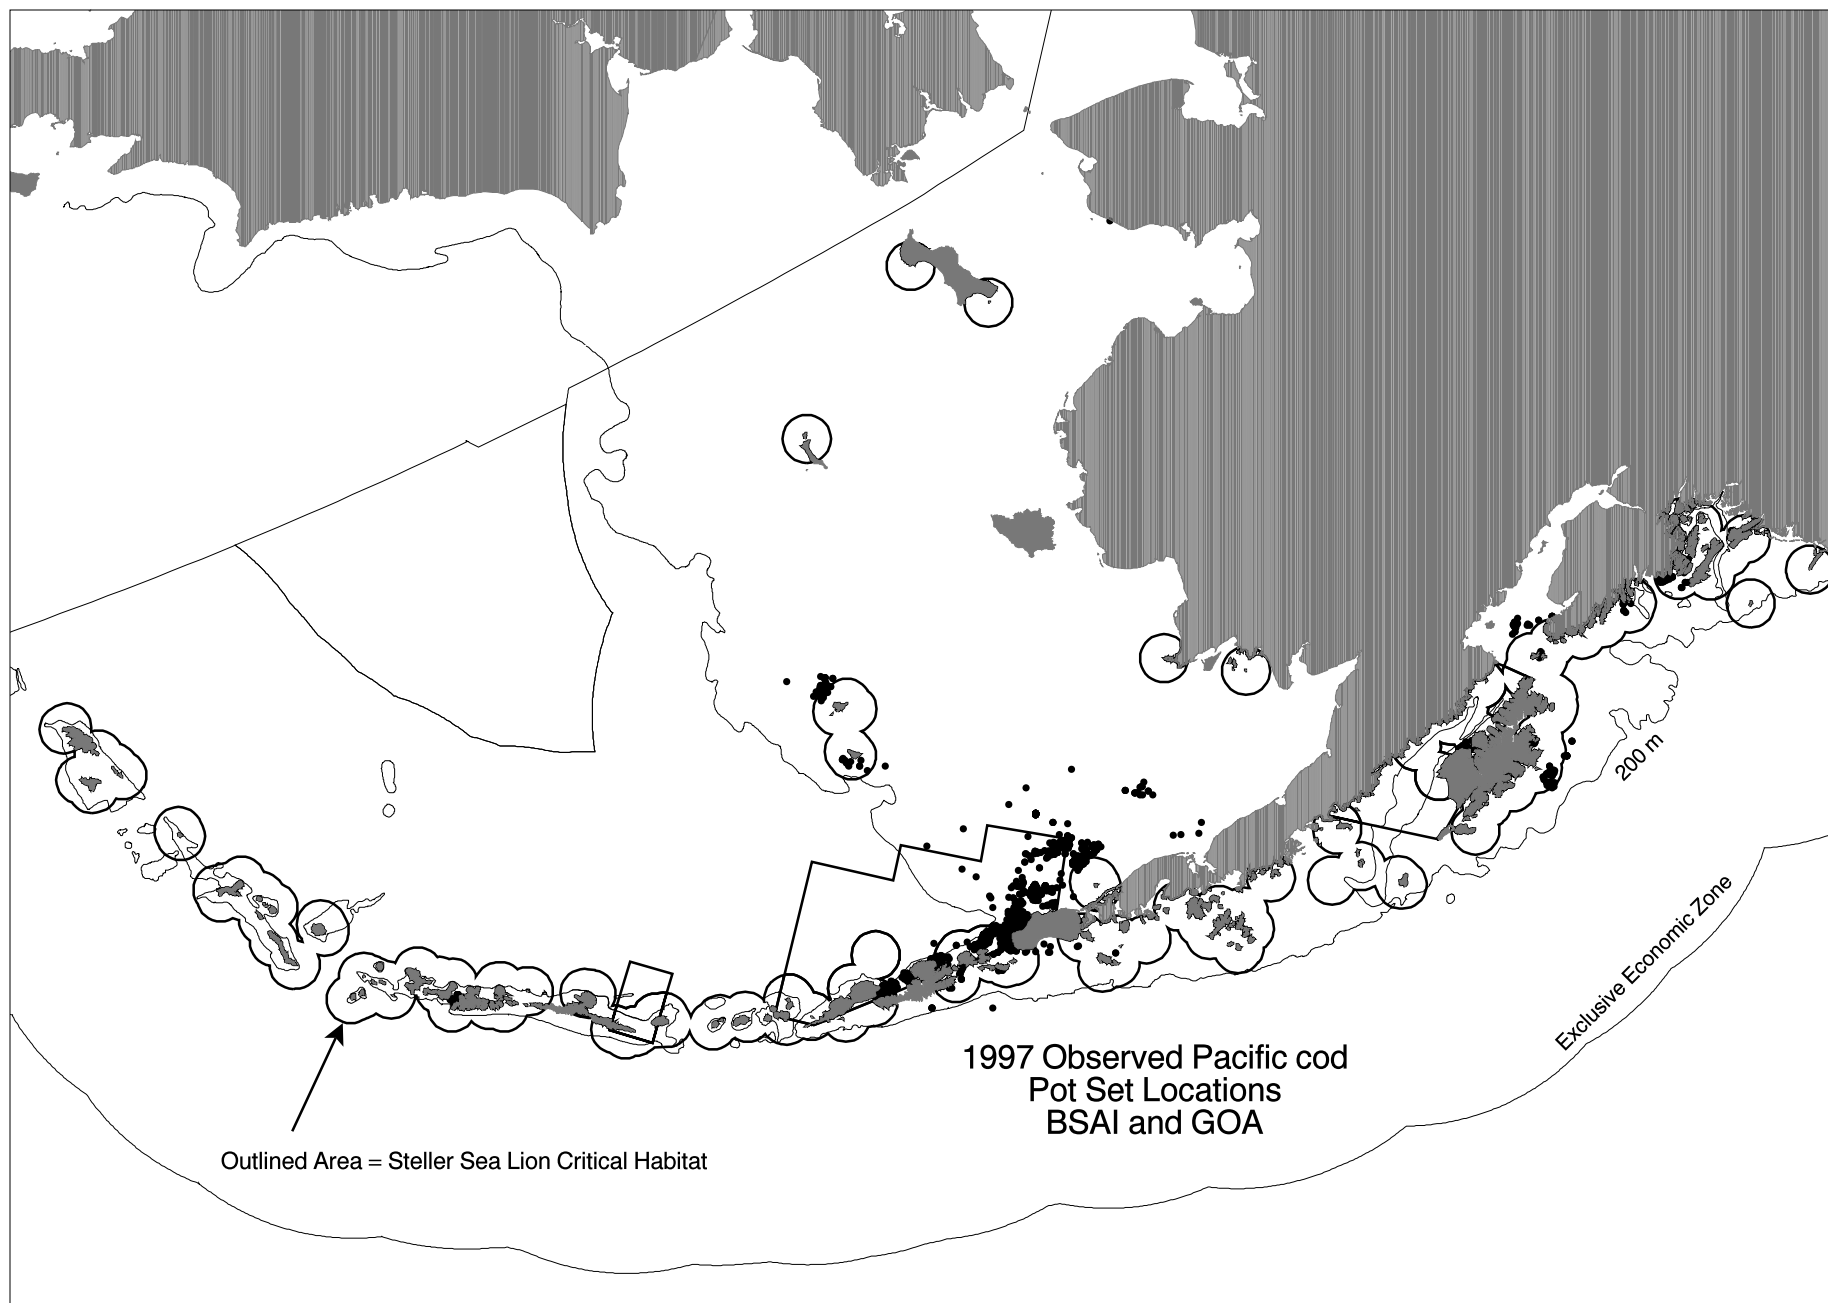 200 m
Exclusive Economic Zone
1997 Observed Pacific cod
Pot Set Locations
BSAI and GOA
Outlined Area = Steller Sea Lion Critical Habitat